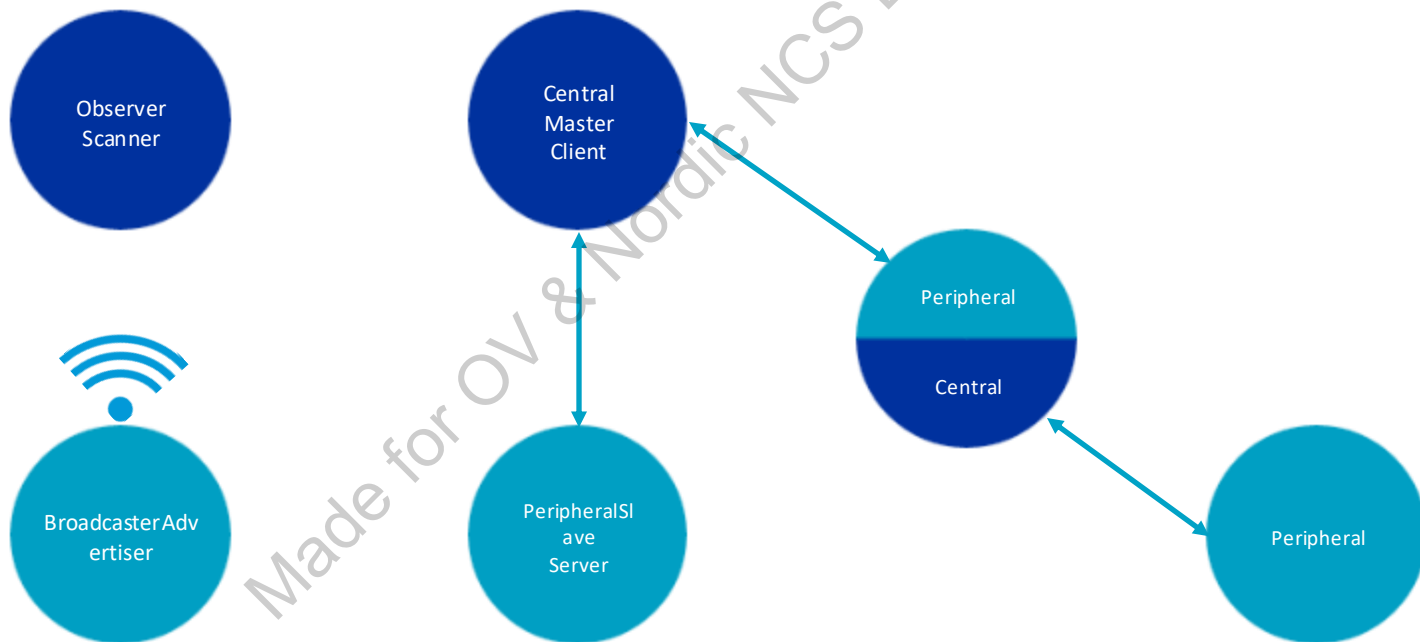 Observer
Scanner
Central
Master
Client
Peripheral
Central
BroadcasterAdv
ertiser
PeripheralSl
ave
Server
Peripheral
Made for OV & Nordic NCS